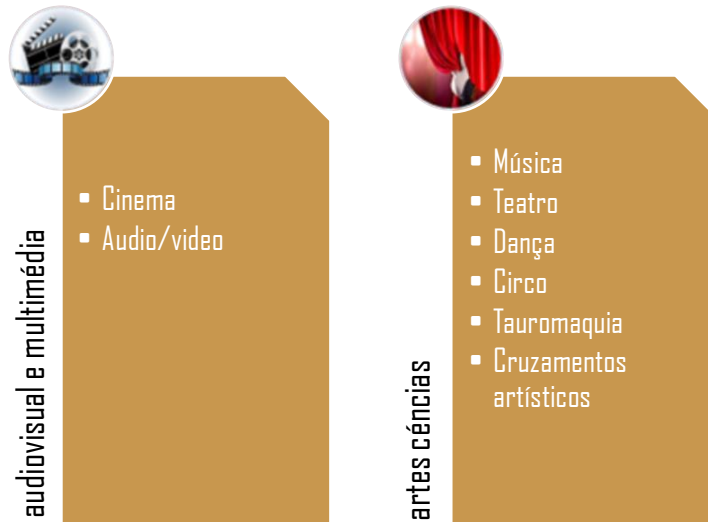 audiovisual e multimédia
Cinema
Audio/video
artes céncias
Música
Teatro
Dança
Circo
Tauromaquia
Cruzamentos
artísticos